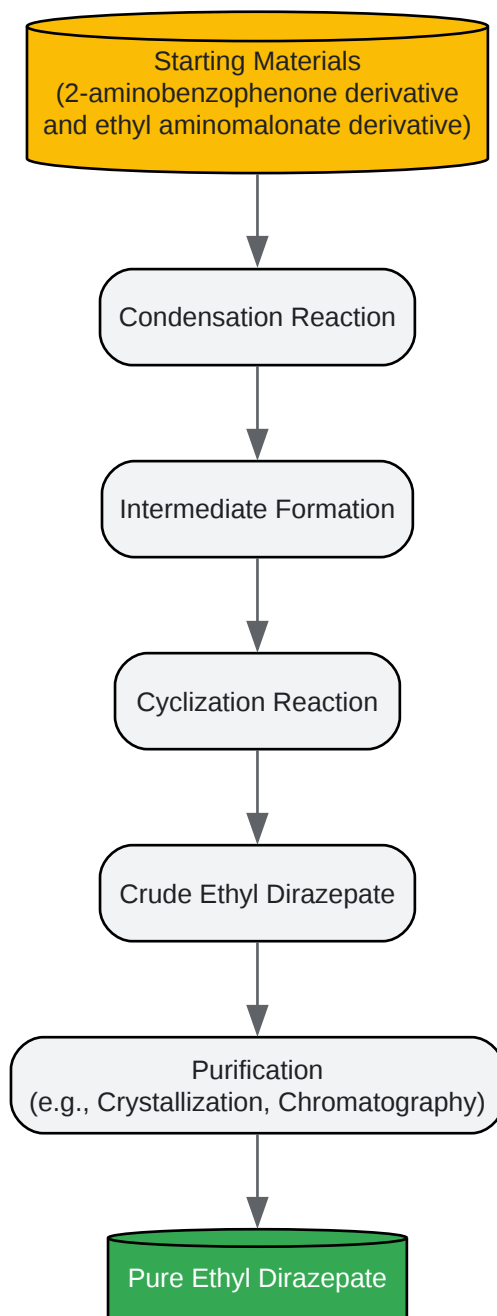 Starting Materials
(2-aminobenzophenone derivative
and ethyl aminomalonate derivative)
Condensation Reaction
Intermediate Formation
Cyclization Reaction
Crude Ethyl Dirazepate
Purification
(e.g., Crystallization, Chromatography)
Pure Ethyl Dirazepate